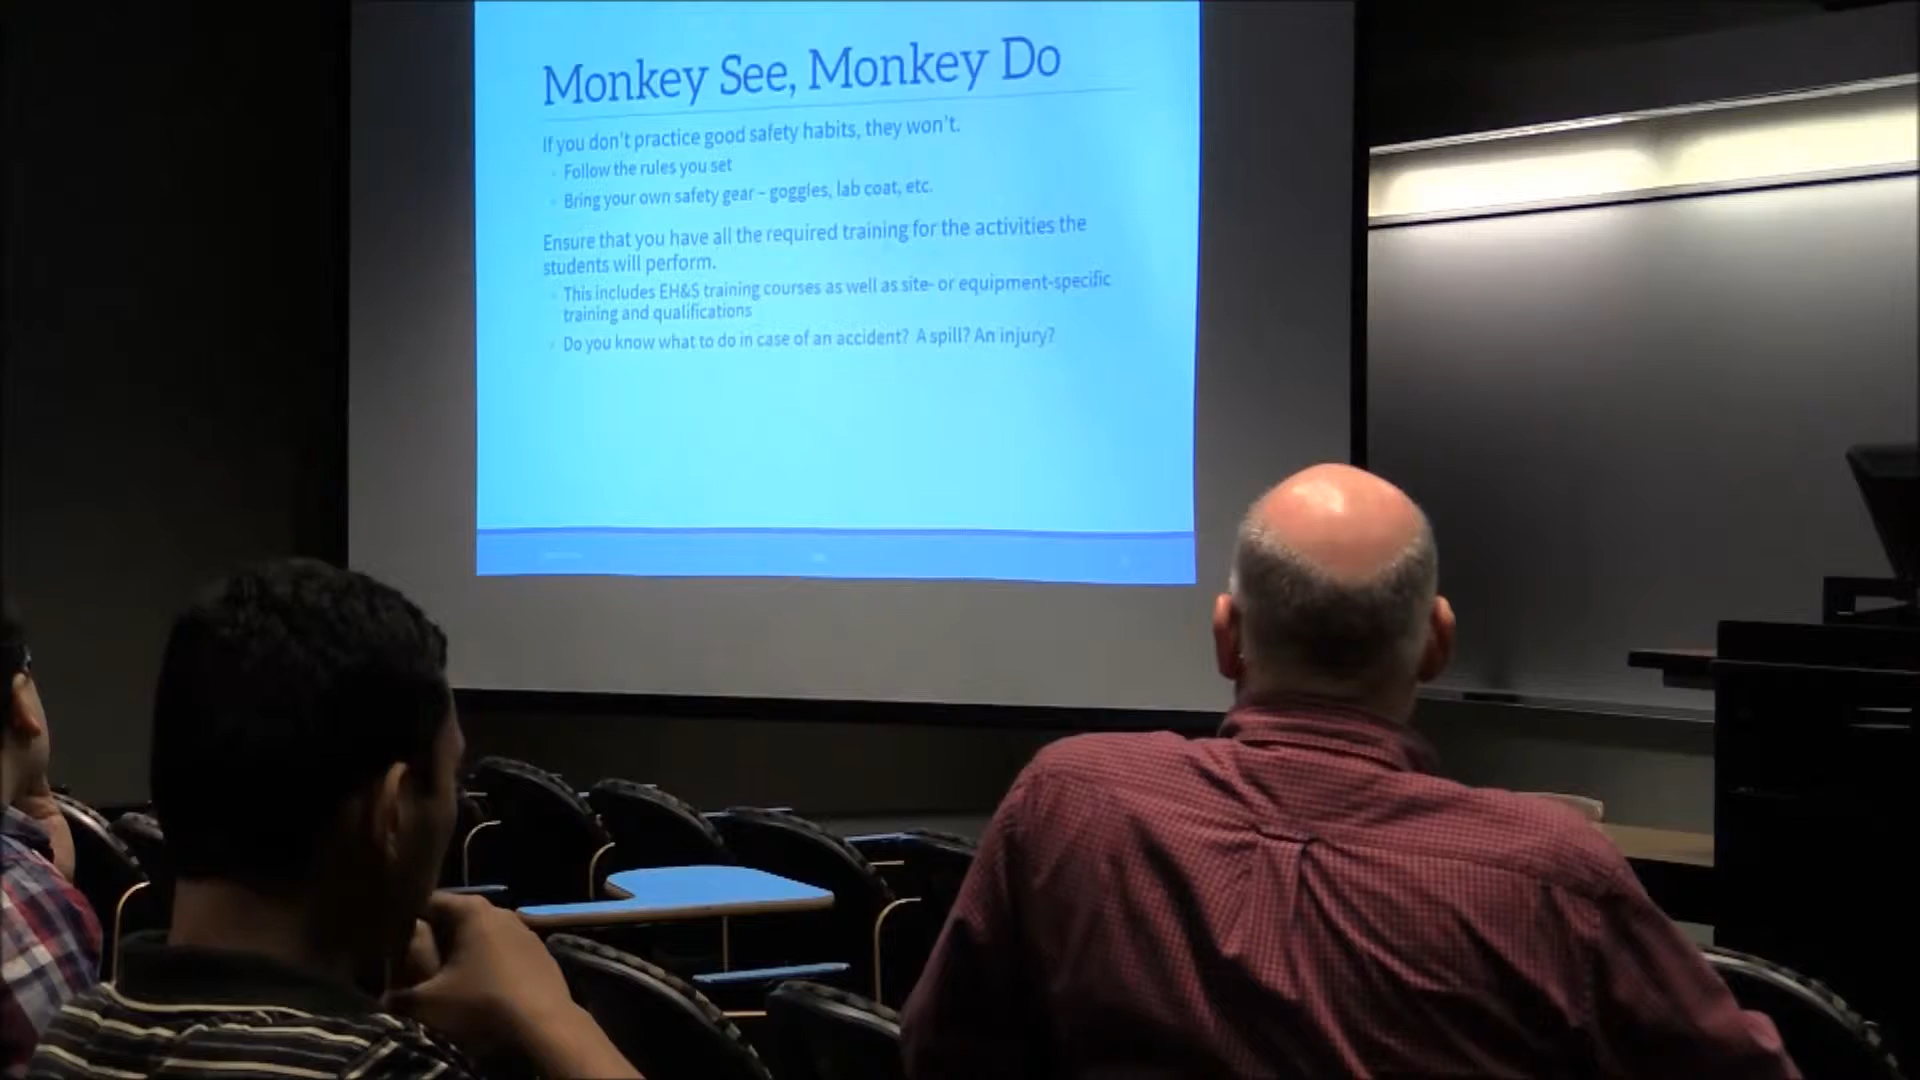 Monkey See, Monkey Do
If you don't practice good safety habits, they won't.
Follow the rules you set
Bring your own safety gear – goggles, lab coat, etc.
Ensure that you have all the required training for the activities the
students will perform.
This includes EH&S training courses as well as site- or equipment-specific
training and qualifications
Do you know what to do in case of an accident? A spill? An injury?